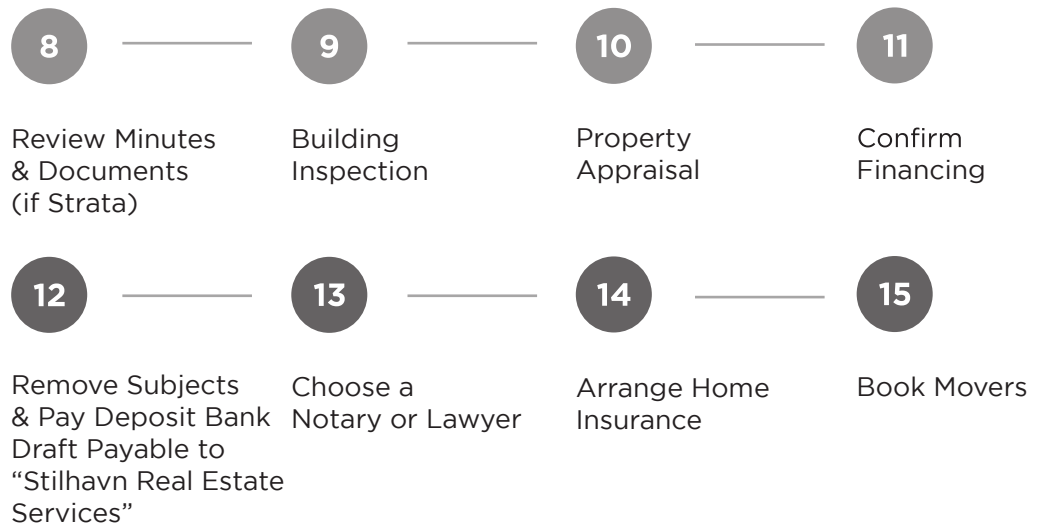 8
9
10
11
Review Minutes
& Documents
(if Strata)
Building
Inspection
Property
Appraisal
Confirm
Financing
12
13
14
15
Remove Subjects
& Pay Deposit Bank
Draft Payable to
“Stilhavn Real Estate
Services”
Choose a
Notary or Lawyer
Arrange Home
Insurance
Book Movers